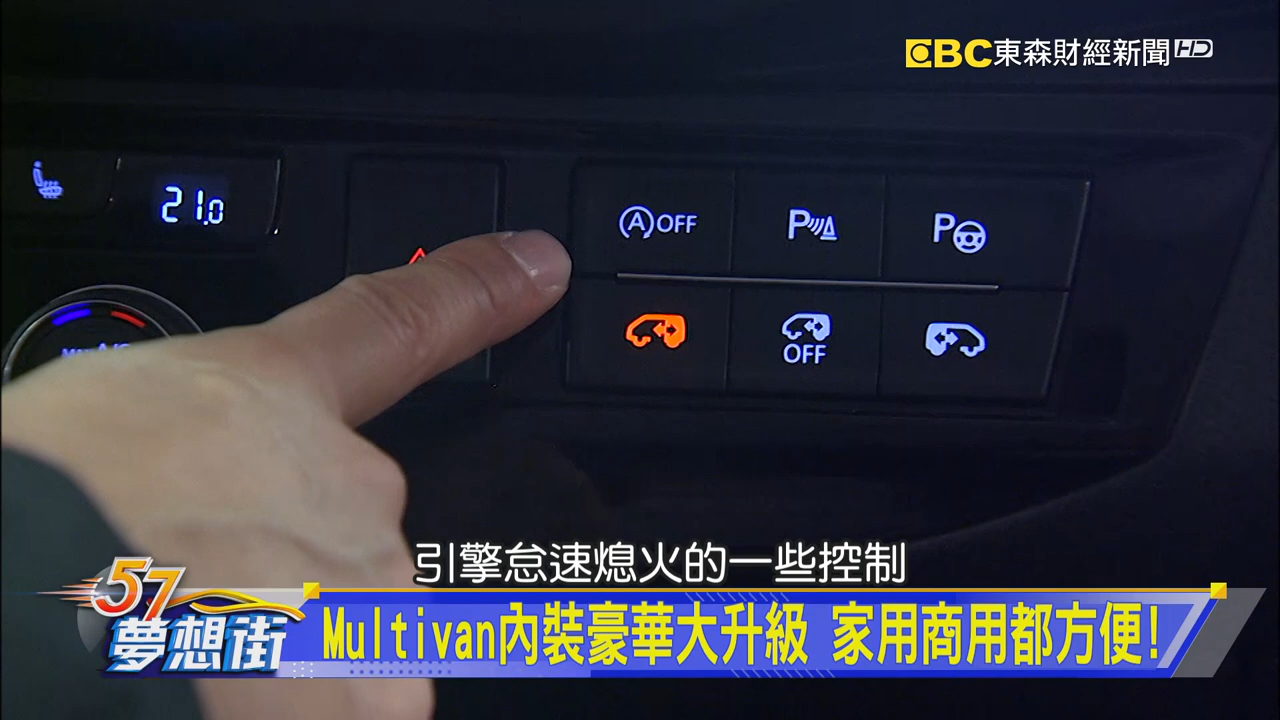 EBC東森財經新聞HD
21.0
A OFF
P
P
OFF
引擎怠速熄火的一些控制
57夢想街
Multivan內裝豪華大升級 家用商用都方便!